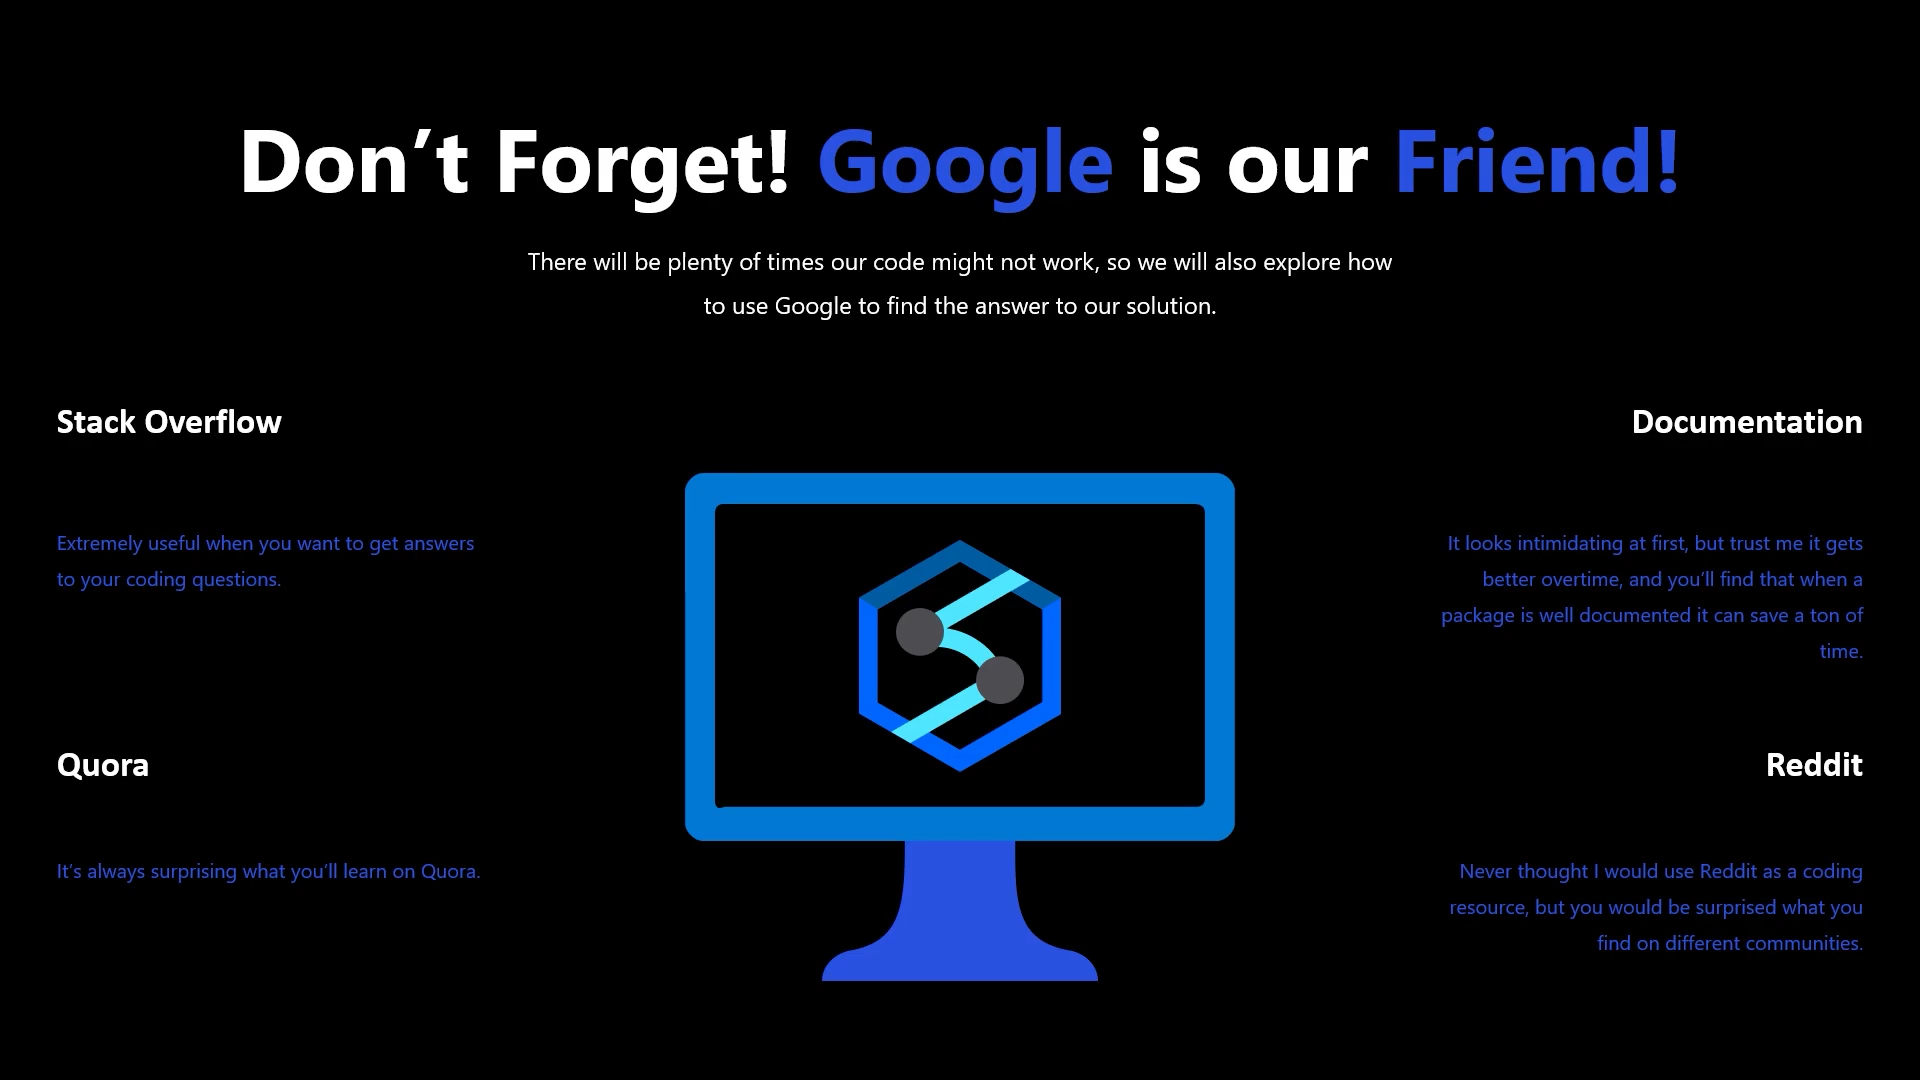 Don’t Forget! Google is our Friend!
There will be plenty of times our code might not work, so we will also explore how
to use Google to find the answer to our solution.
Stack Overflow
Extremely useful when you want to get answers
to your coding questions.
Quora
It’s always surprising what you’ll learn on Quora.
Documentation
It looks intimidating at first, but trust me it gets
better overtime, and you’ll find that when a
package is well documented it can save a ton of
time.
Reddit
Never thought I would use Reddit as a coding
resource, but you would be surprised what you
find on different communities.